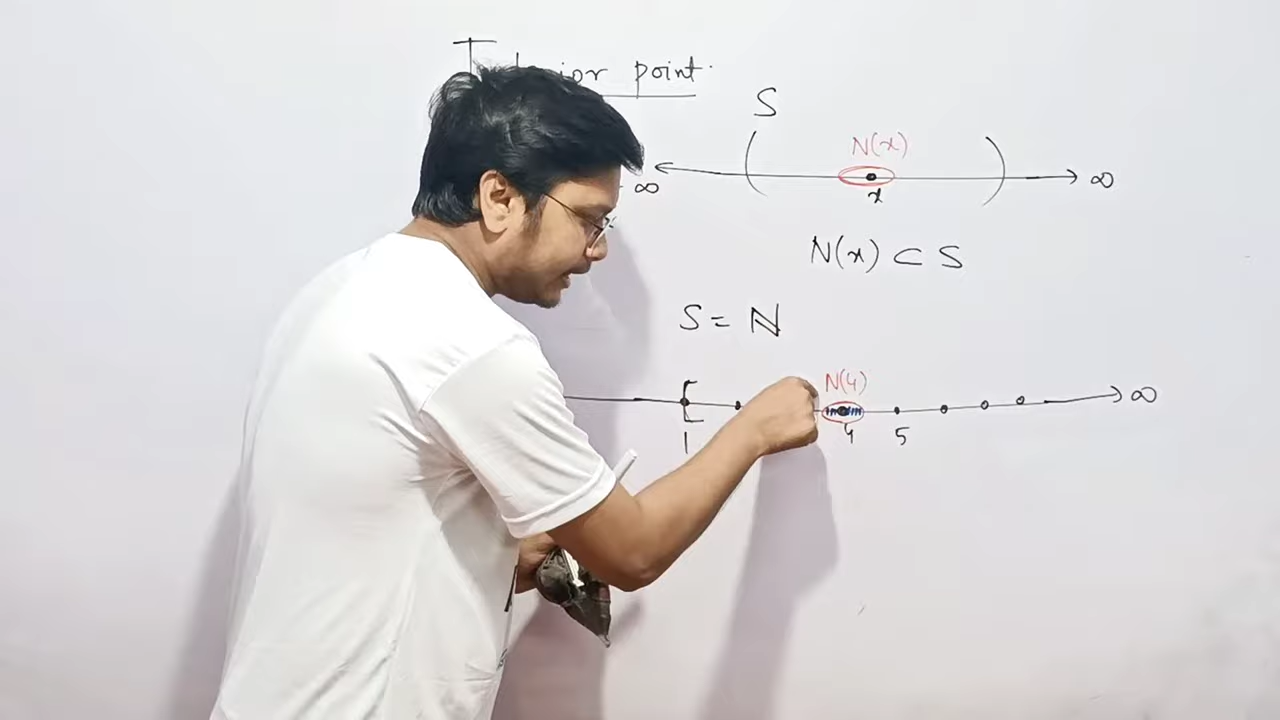 point.
S
N(x)
∞ ∞
x
N(x) ⊂ S
S = ℕ
N(4)
∞
1 4 5